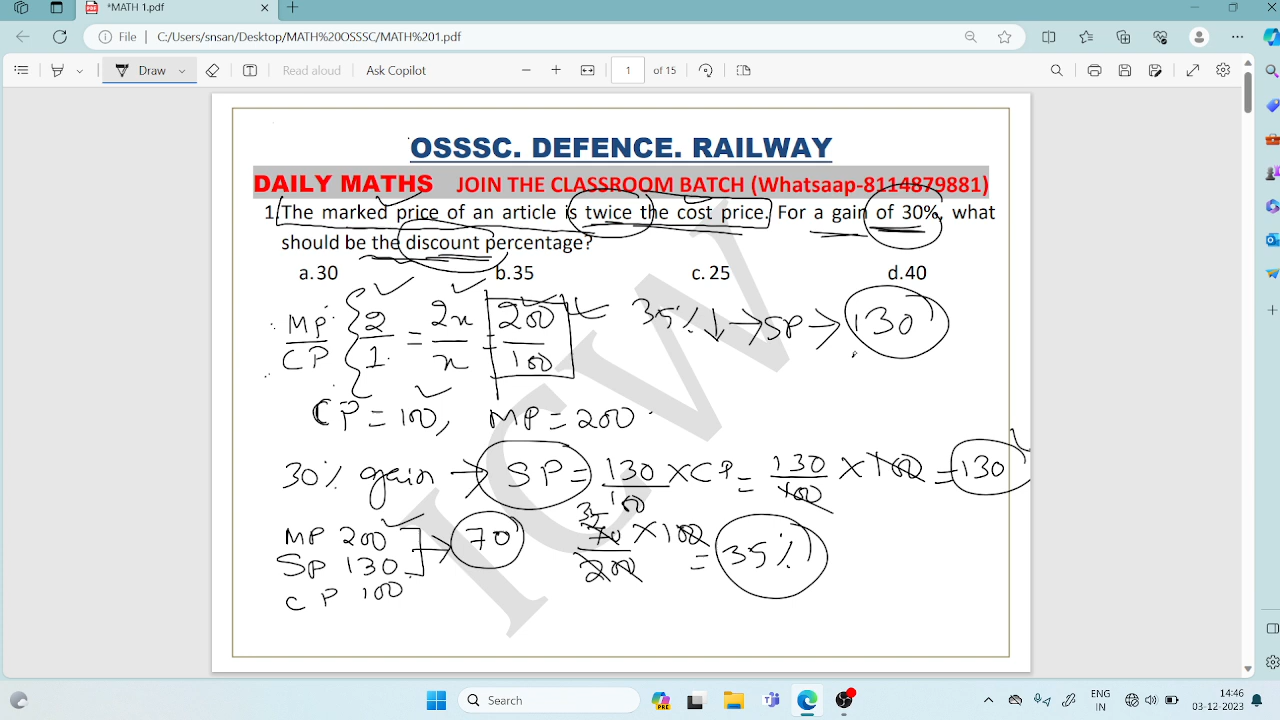 *MATH 1.pdf
File C:/Users/snsan/Desktop/MATH%20OSSSC/MATH%201.pdf
Draw Read aloud Ask Copilot 1 of 15
OSSSC. DEFENCE. RAILWAY
DAILY MATHS JOIN THE CLASSROOM BATCH (Whatsaap-8114879881)
1. The marked price of an article is twice the cost price. For a gain of 30%, what
should be the discount percentage?
a. 30 b. 35 c. 25 d. 40
MP/CP { 2/1 = 2x/x = 200/100 35% ↓ → SP → 130
CP = 100, MP = 200
30% gain → SP = 130/100 × CP = 130/100 × 100 = 130
MP 200 → 70 35 70/200 × 100 = 35%
SP 130
CP 100
ICW
Search
PRE
ENG
IN
14:46
03-12-2023